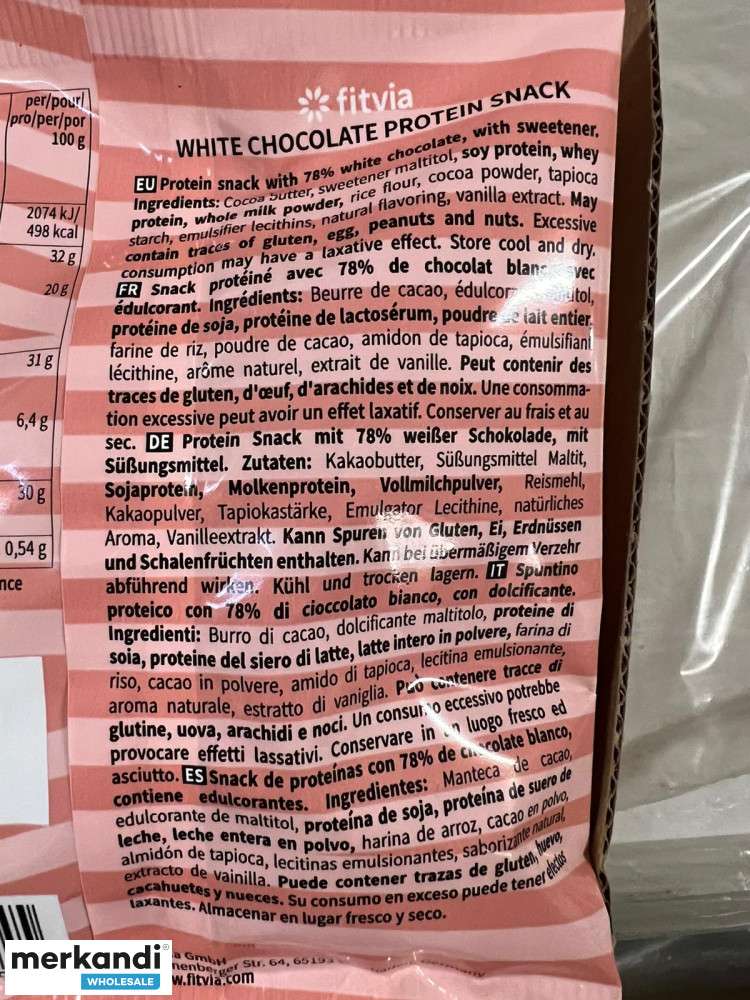 per/pour/
pro/per/por
100 g
2074 kJ/
498 kcal
32 g
20 g
31 g
6,4 g
30 g
0,54 g
nce
fitvia
WHITE CHOCOLATE PROTEIN SNACK
EU Protein snack with 78% white chocolate, with sweetener.
Ingredients: Cocoa butter, sweetener maltitol, soy protein, whey
protein, whole milk powder, rice flour, cocoa powder, tapioca
starch, emulsifier lecithins, natural flavoring, vanilla extract. May
contain traces of gluten, egg, peanuts and nuts. Excessive
consumption may have a laxative effect. Store cool and dry.
FR Snack protéiné avec 78% de chocolat blanc avec
édulcorant. Ingrédients: Beurre de cacao,
protéine de soja, protéine de lactosérum, poudre de lait entier,
farine de riz, poudre de cacao, amidon de tapioca, émulsifiant
lécithine, arôme naturel, extrait de vanille. Peut contenir des
traces de gluten, d'œuf, d'arachides et de noix. Une consomma-
tion excessive peut avoir un effet laxatif. Conserver au frais et au
sec. DE Protein Snack mit 78% weißer Schokolade, mit
Süßungsmittel. Zutaten: Kakaobutter, Süßungsmittel Maltit,
Sojaprotein, Molkenprotein, Vollmilchpulver, Reismehl,
Kakaopulver, Tapiokastärke, Emulgator Lecithine, natürliches
Aroma, Vanilleextrakt. Kann Spuren von Gluten, Ei, Erdnüssen
und Schalenfrüchten enthalten. Kann bei übermäßigem Verzehr
abführend wirken. Kühl und trocken lagern. IT Spuntino
proteico con 78% di cioccolato bianco, con dolcificante.
Ingredienti: Burro di cacao, dolcificante maltitolo, proteine di
soia, proteine del siero di latte, latte intero in polvere, farina di
riso, cacao in polvere, amido di tapioca, lecitina emulsionante,
aroma naturale, estratto di vaniglia. Può contenere tracce di
glutine, uova, arachidi e noci. Un consumo eccessivo potrebbe
provocare effetti lassativi. Conservare in un luogo fresco ed
asciutto. ES Snack de proteínas con 78% de chocolate blanco,
contiene edulcorantes. Ingredientes: Manteca de cacao,
edulcorante de maltitol, proteína de soja, proteína de suero de
leche, leche entera en polvo, harina de arroz, cacao en polvo,
almidón de tapioca, lecitinas emulsionantes, saborizante natural,
extracto de vainilla. Puede contener trazas de gluten, huevo,
cacahuetes y nueces. Su consumo en exceso puede tener efectos
laxantes. Almacenar en lugar fresco y seco.
a GmbH
nenberger Str. 64, 65193
w.fitvia.com
merkandi®
WHOLESALE